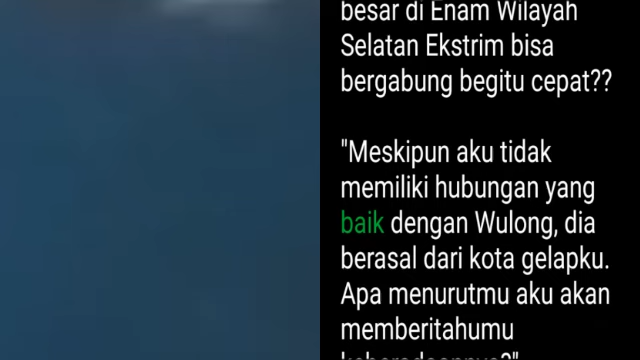 besar di Enam Wilayah
Selatan Ekstrim bisa
bergabung begitu cepat??
"Meskipun aku tidak
memiliki hubungan yang
baik dengan Wulong, dia
berasal dari kota gelapku.
Apa menurutmu aku akan
memberitahumu